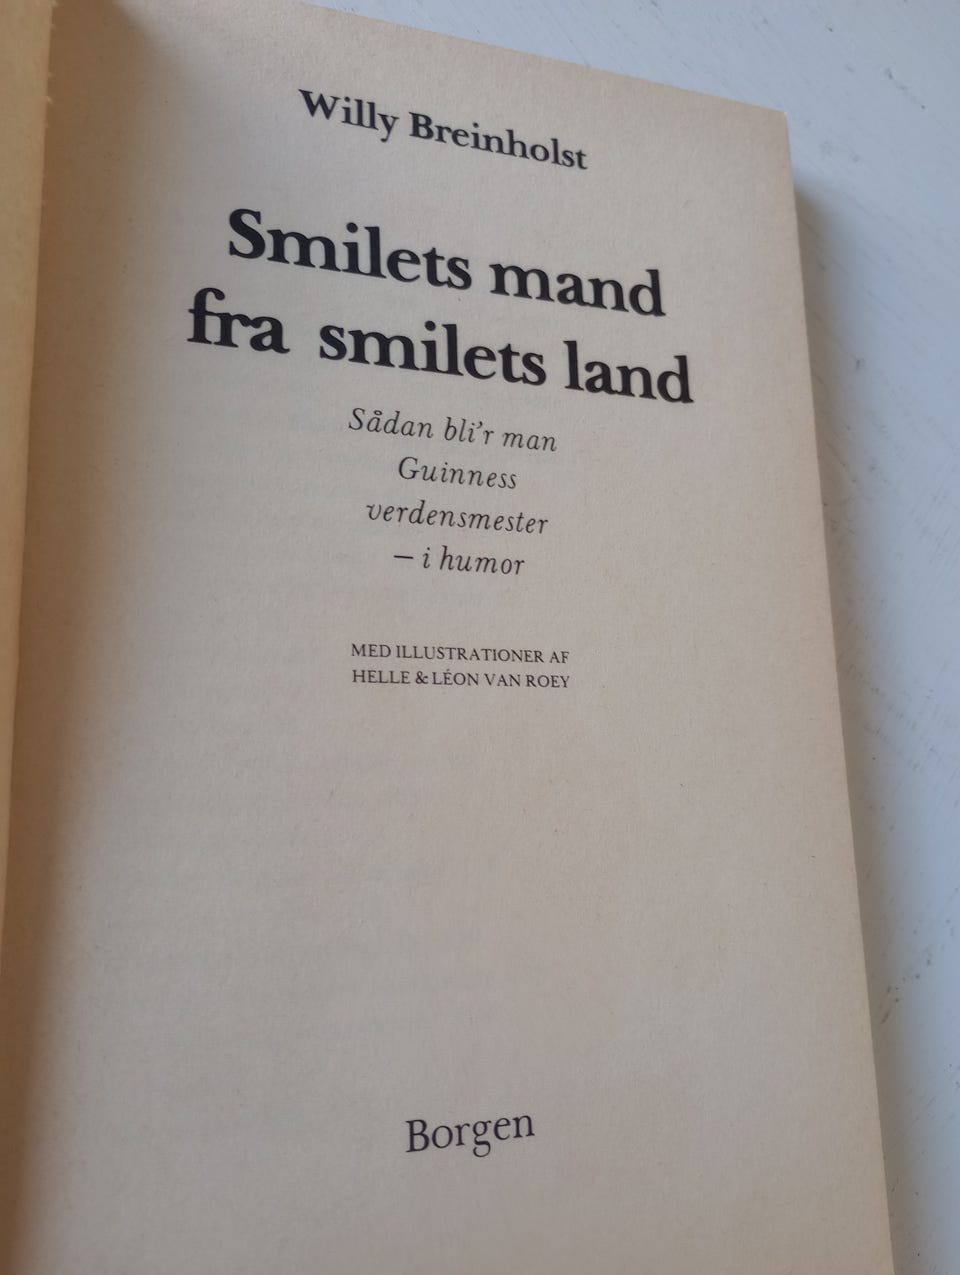 Willy Breinholst
Smilets mand
fra smilets land
Sådan bli'r man
Guinness
verdensmester
– i humor
MED ILLUSTRATIONER AF
HELLE & LÉON VAN ROEY
Borgen